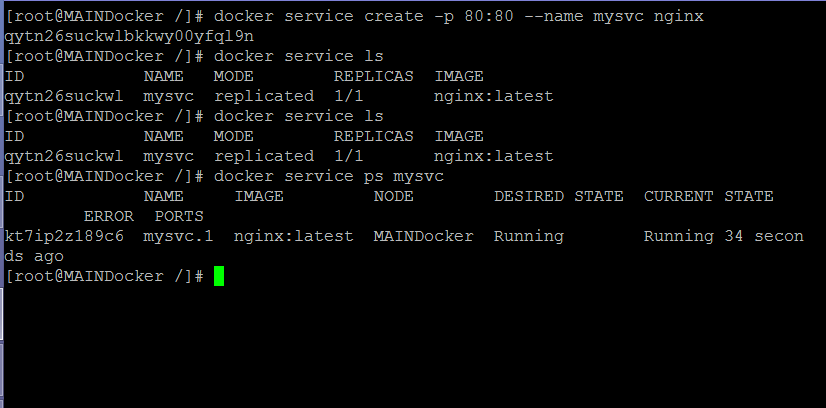 [root@MAINDocker /]# docker service create -p 80:80 --name mysvc nginx
qytn26suckwlbkkwy00yfql9n
[root@MAINDocker /]# docker service ls
ID            NAME   MODE        REPLICAS  IMAGE
qytn26suckwl  mysvc  replicated  1/1       nginx:latest
[root@MAINDocker /]# docker service ls
ID            NAME   MODE        REPLICAS  IMAGE
qytn26suckwl  mysvc  replicated  1/1       nginx:latest
[root@MAINDocker /]# docker service ps mysvc
ID            NAME     IMAGE         NODE        DESIRED STATE  CURRENT STATE
        ERROR  PORTS
kt7ip2z189c6  mysvc.1  nginx:latest  MAINDocker  Running        Running 34 secon
ds ago
[root@MAINDocker /]#